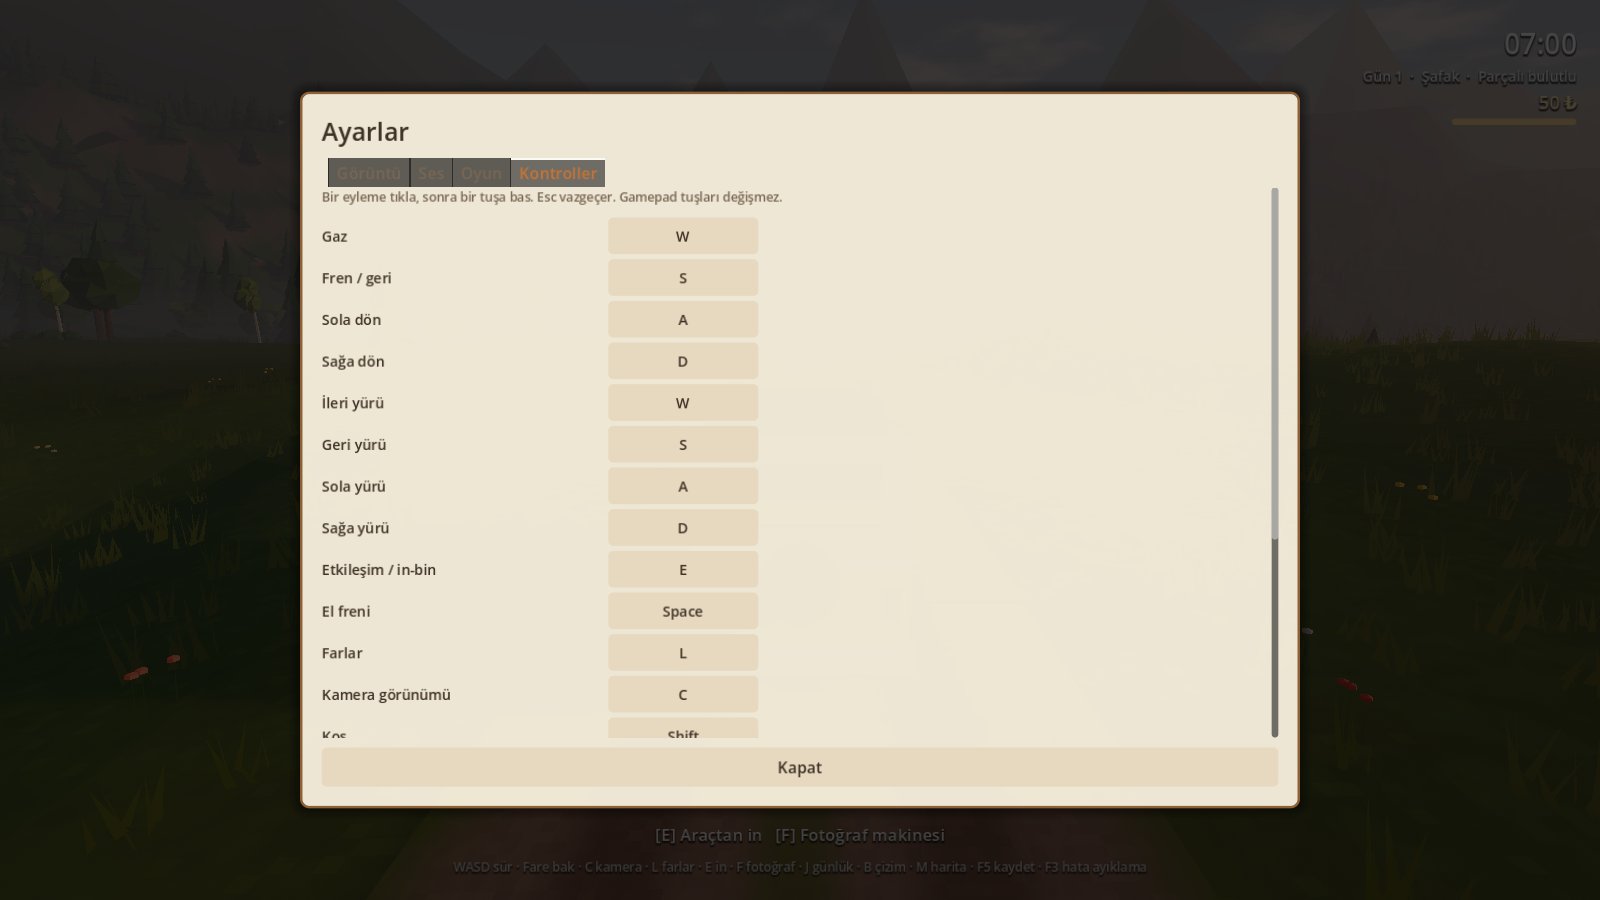 07:00
Gün 1 · Şafak · Parçalı bulutlu
50 ₺
Ayarlar
Görüntü Ses Oyun Kontroller
Bir eyleme tıkla, sonra bir tuşa bas. Esc vazgeçer. Gamepad tuşları değişmez.
Gaz W
Fren / geri S
Sola dön A
Sağa dön D
İleri yürü W
Geri yürü S
Sola yürü A
Sağa yürü D
Etkileşim / in-bin E
El freni Space
Farlar L
Kamera görünümü C
Koş Shift
Kapat
[E] Araçtan in [F] Fotoğraf makinesi
WASD sür · Fare bak · C kamera · L farlar · E in · F fotoğraf · J günlük · B çizim · M harita · F5 kaydet · F3 hata ayıklama